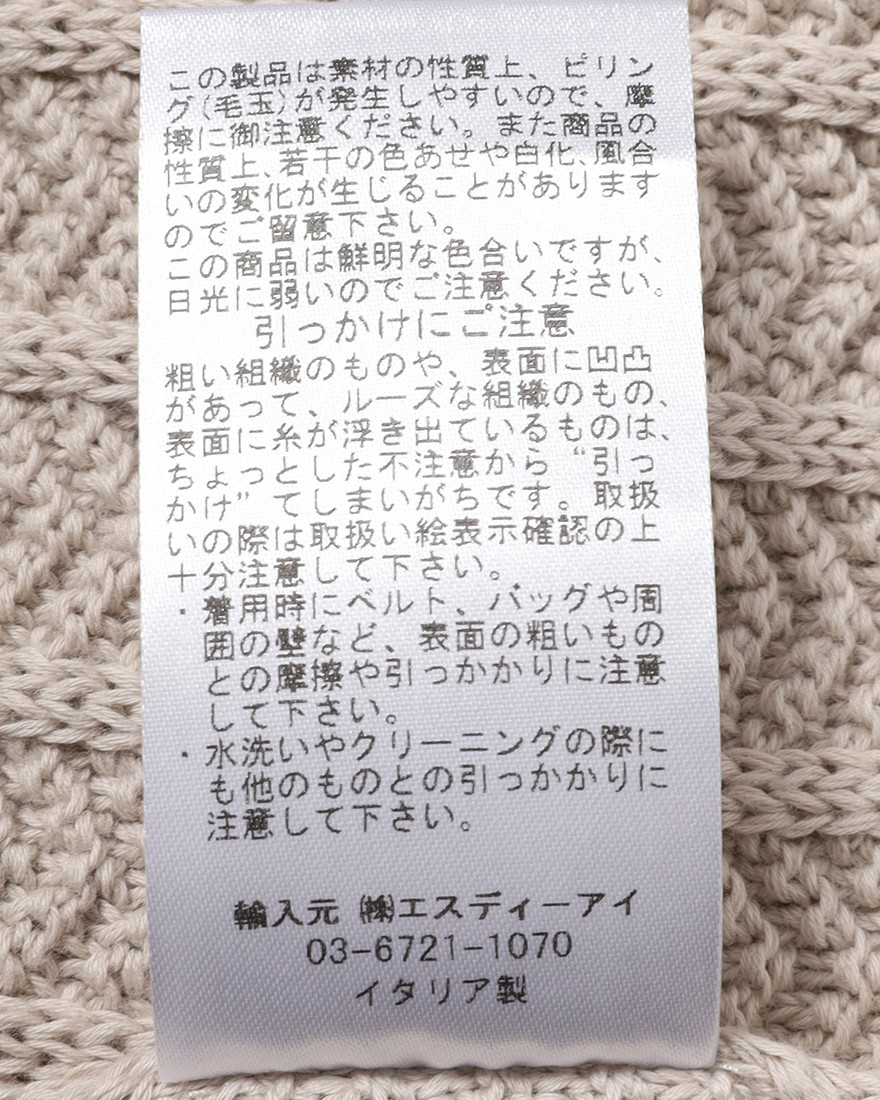 この製品は素材の性質上、ピリン
グ(毛玉)が発生しやすいので、摩
擦に御注意ください。また商品の
性質上、若干の色あせや白化、風合
いの変化が生じることがあります
のでご留意下さい。
この商品は鮮明な色合いですが、
日光に弱いのでご注意ください。
引っかけにご注意
粗い組織のものや、表面に凹凸
があって、ルーズな組織のもの、
表面に糸が浮き出ているものは、
ちょっとした不注意から“引っ
かけ”てしまいがちです。取扱
いの際は取扱い絵表示確認の上
十分注意して下さい。
・着用時にベルト、バッグや周
囲の壁など、表面の粗いもの
との摩擦や引っかかりに注意
して下さい。
・水洗いやクリーニングの際に
も他のものとの引っかかりに
注意して下さい。
輸入元 ㈱エスディーアイ
03-6721-1070
イタリア製